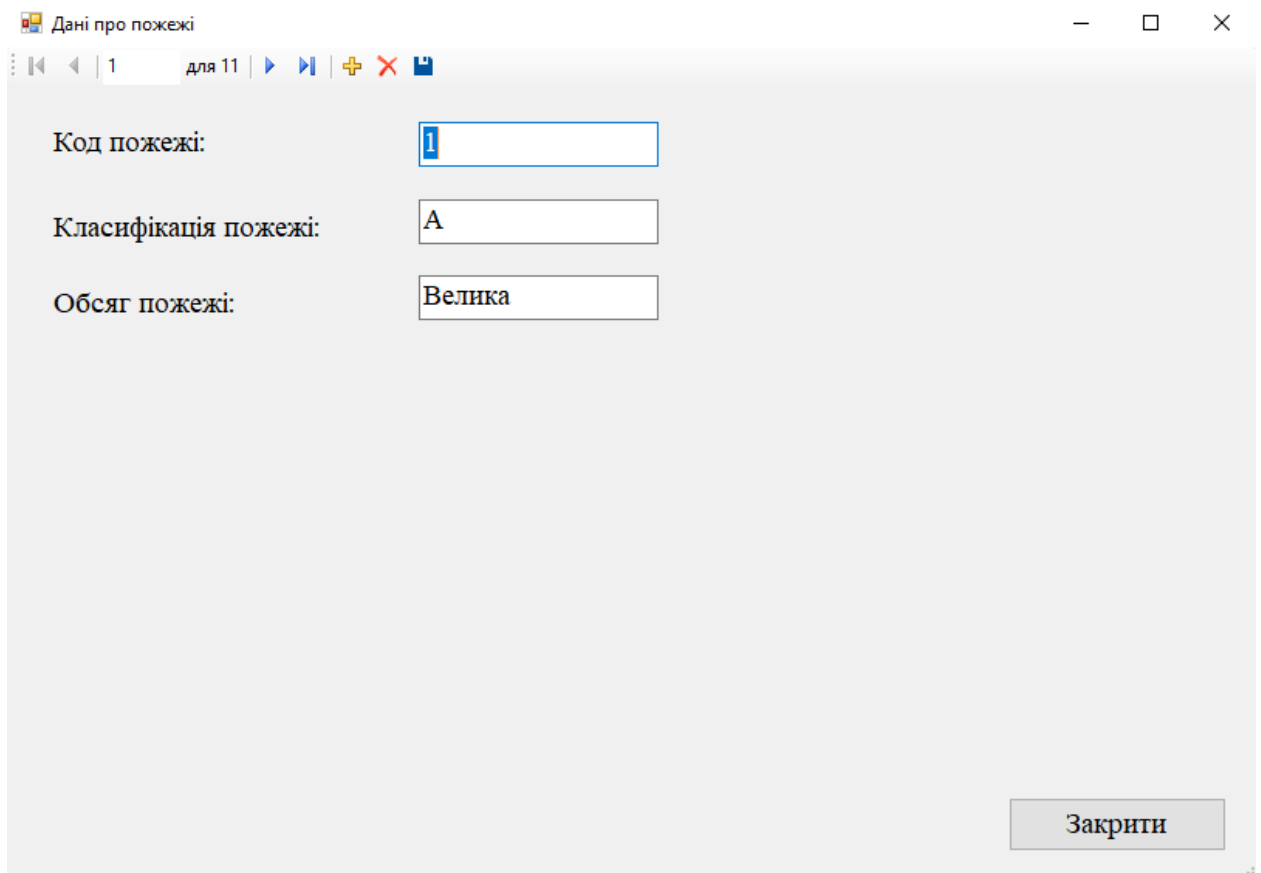 Дані про пожежі
1 для 11
Код пожежі: 1
Класифікація пожежі: А
Обсяг пожежі: Велика
Закрити